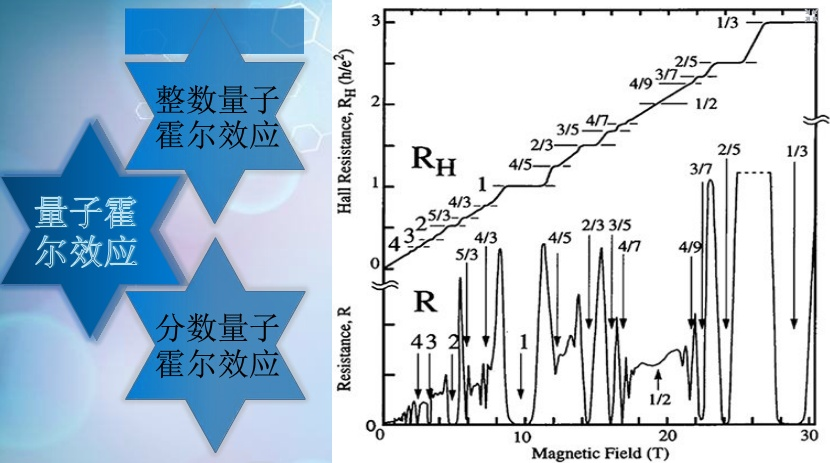 整数量子
霍尔效应
量子霍
尔效应
分数量子
霍尔效应
Hall Resistance, R_H (h/e²)
3
2
1
0
1/3
2/5
3/7
4/9
1/2
4/7
3/5
2/3
4/5
1
4/3
5/3
2
3
4
R_H
Resistance, R
R
4 3 2
5/3
4/3
1
4/5
2/3
3/5
4/7
1/2
4/9
3/7
2/5
1/3
0
0 10 20 30
Magnetic Field (T)